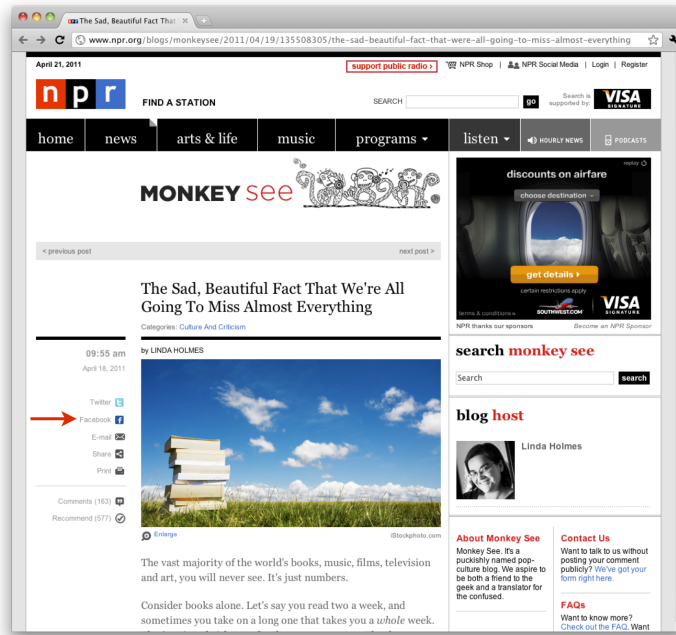 The Sad, Beautiful Fact That
www.npr.org/blogs/monkeysee/2011/04/19/135508305/the-sad-beautiful-fact-that-were-all-going-to-miss-almost-everything
April 21, 2011
support public radio >
NPR Shop | NPR Social Media | Login | Register
n p r
FIND A STATION
SEARCH
go
Search is
supported by:
VISA
SIGNATURE
home news arts & life music programs listen HOURLY NEWS PODCASTS
MONKEY see
< previous post
next post >
The Sad, Beautiful Fact That We're All
Going To Miss Almost Everything
Categories: Culture And Criticism
09:55 am
April 18, 2011
by LINDA HOLMES
Twitter
Facebook
E-mail
Share
Print
Comments (163)
Recommend (577)
Enlarge
iStockphoto.com
The vast majority of the world's books, music, films, television
and art, you will never see. It's just numbers.
Consider books alone. Let's say you read two a week, and
sometimes you take on a long one that takes you a whole week.
replay
discounts on airfare
choose destination
get details
certain restrictions apply
terms & conditions »
SOUTHWEST.COM
VISA
SIGNATURE
NPR thanks our sponsors
Become an NPR Sponsor
search monkey see
Search
search
blog host
Linda Holmes
About Monkey See
Monkey See. It's a
puckishly named pop-
culture blog. We aspire to
be both a friend to the
geek and a translator for
the confused.
Contact Us
Want to talk to us without
posting your comment
publicly? We've got your
form right here.
FAQs
Want to know more?
Check out the FAQ. Want